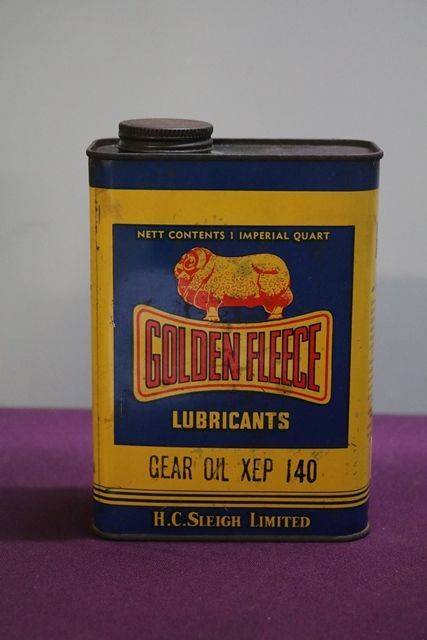 NETT CONTENTS 1 IMPERIAL QUART
GOLDEN FLEECE
LUBRICANTS
GEAR OIL XEP 140
H.C.SLEIGH LIMITED